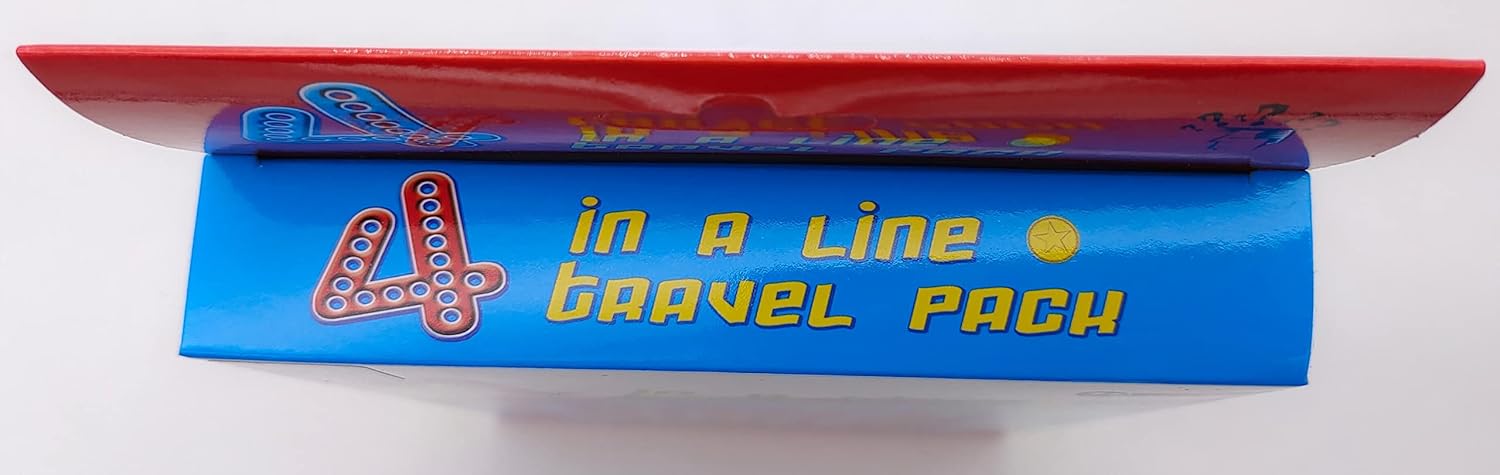 4 in a line
travel pack